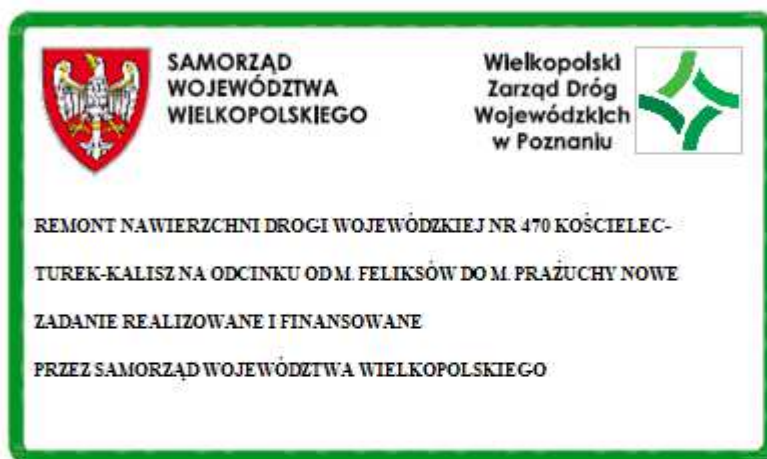 SAMORZĄD
WOJEWÓDZTWA
WIELKOPOLSKIEGO
Wielkopolski
Zarząd Dróg
Wojewódzkich
w Poznaniu
REMONT NAWIERZCHNI DROGI WOJEWÓDZKIEJ NR 470 KOŚCIELEC-
TUREK-KALISZ NA ODCINKU OD M. FELIKSÓW DO M. PRAŻUCHY NOWE
ZADANIE REALIZOWANE I FINANSOWANE
PRZEZ SAMORZĄD WOJEWÓDZTWA WIELKOPOLSKIEGO